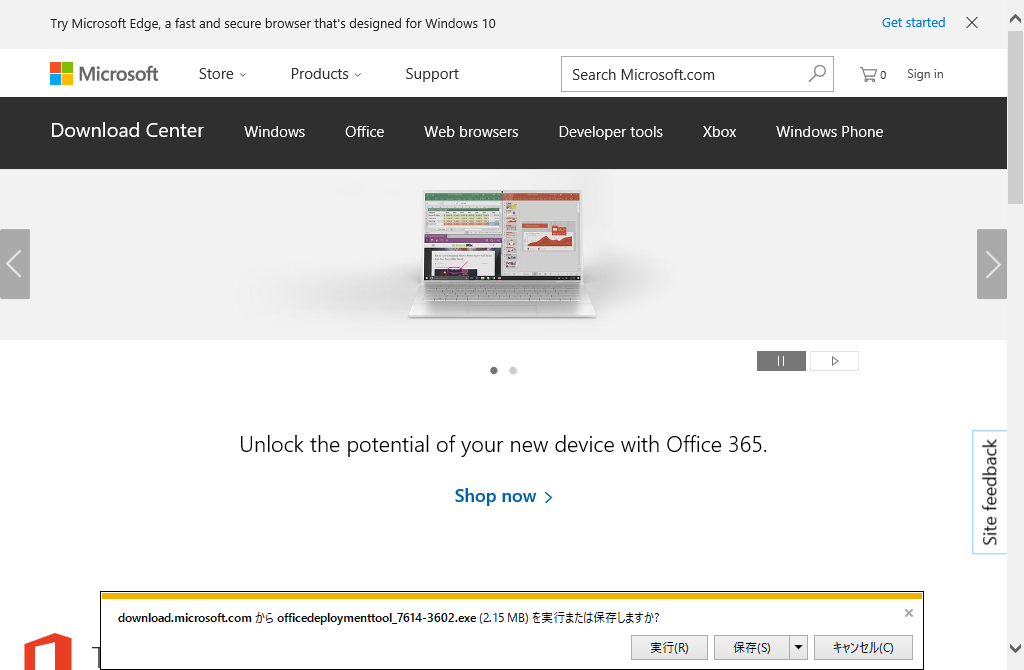 Try Microsoft Edge, a fast and secure browser that's designed for Windows 10
Get started
Microsoft
Store
Products
Support
Search Microsoft.com
0
Sign in
Download Center
Windows
Office
Web browsers
Developer tools
Xbox
Windows Phone
Unlock the potential of your new device with Office 365.
Shop now
Site feedback
download.microsoft.com から officedeploymenttool_7614-3602.exe (2.15 MB) を実行または保存しますか?
実行(R)
保存(S)
キャンセル(C)